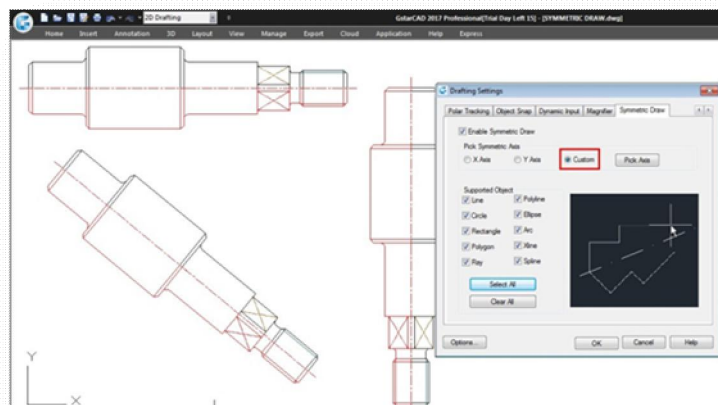 2D Drafting
GstarCAD 2017 Professional[Trial Day Left 15] - [SYMMETRIC DRAW.dwg]
Home Insert Annotation 3D Layout View Manage Export Cloud Application Help Express
Drafting Settings
Polar Tracking Object Snap Dynamic Input Magnifier Symmetric Draw
Enable Symmetric Draw
Pick Symmetric Axis
X Axis Y Axis Custom Pick Axis
Supported Object
Line Polyline
Circle Ellipse
Rectangle Arc
Polygon Xline
Ray Spline
Select All
Clear All
Options... OK Cancel Help
Y
X